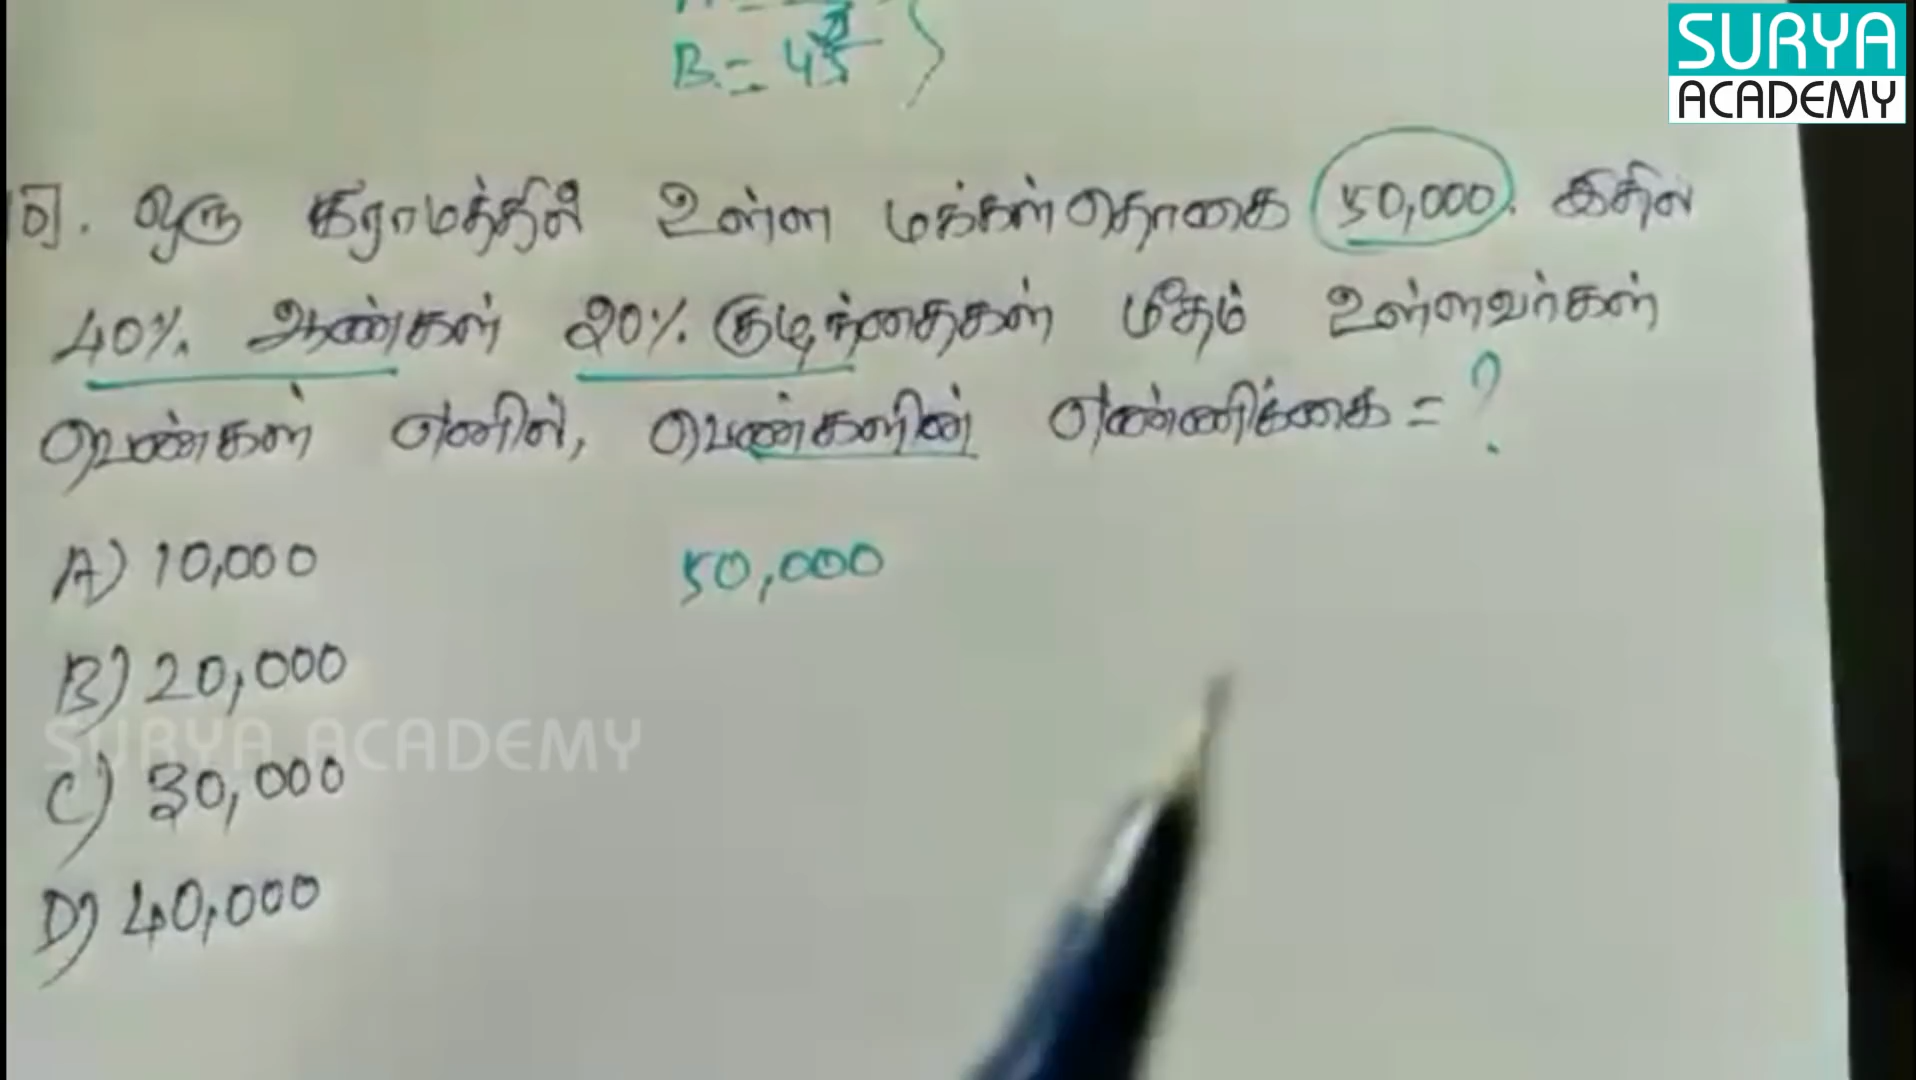 SURYA
ACADEMY
B = 45
ஒரு கிராமத்தில் உள்ள மக்கள்தொகை 50,000. இதில்
40% ஆண்கள் 20% குழந்தைகள் மீதம் உள்ளவர்கள்
பெண்கள் எனில், பெண்களின் எண்ணிக்கை = ?
A) 10,000
50,000
B) 20,000
SURYA ACADEMY
C) 30,000
D) 40,000